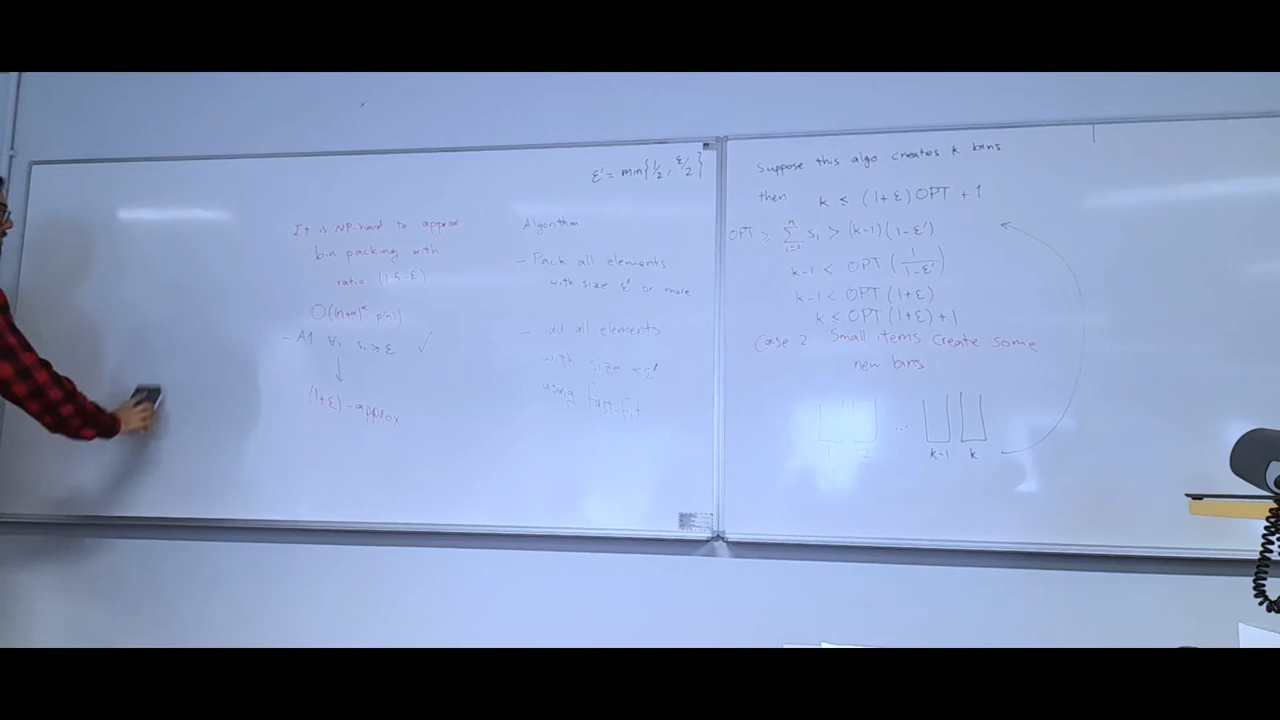 It is NP-hard to approx
bin packing with
ratio (1.5-ε)
O((n+α)^α p(n))
- A1 ∀i sᵢ ≥ ε ✓
↓
(1+ε) - approx
ε' = min{1/2, ε/2}
Algorithm
- Pack all elements
with size ε' or more
- dd all elements
with size < ε'
using first-fit
Suppose this algo creates k bins
then k ≤ (1+ε) OPT + 1
OPT ≥ ∑ᵢ₌₁ⁿ sᵢ > (k-1)(1-ε')
k-1 < OPT (1/(1-ε'))
k-1 < OPT (1+ε)
k < OPT (1+ε) + 1
Case 2 Small items create some
new bins
...
1 2 k-1 k